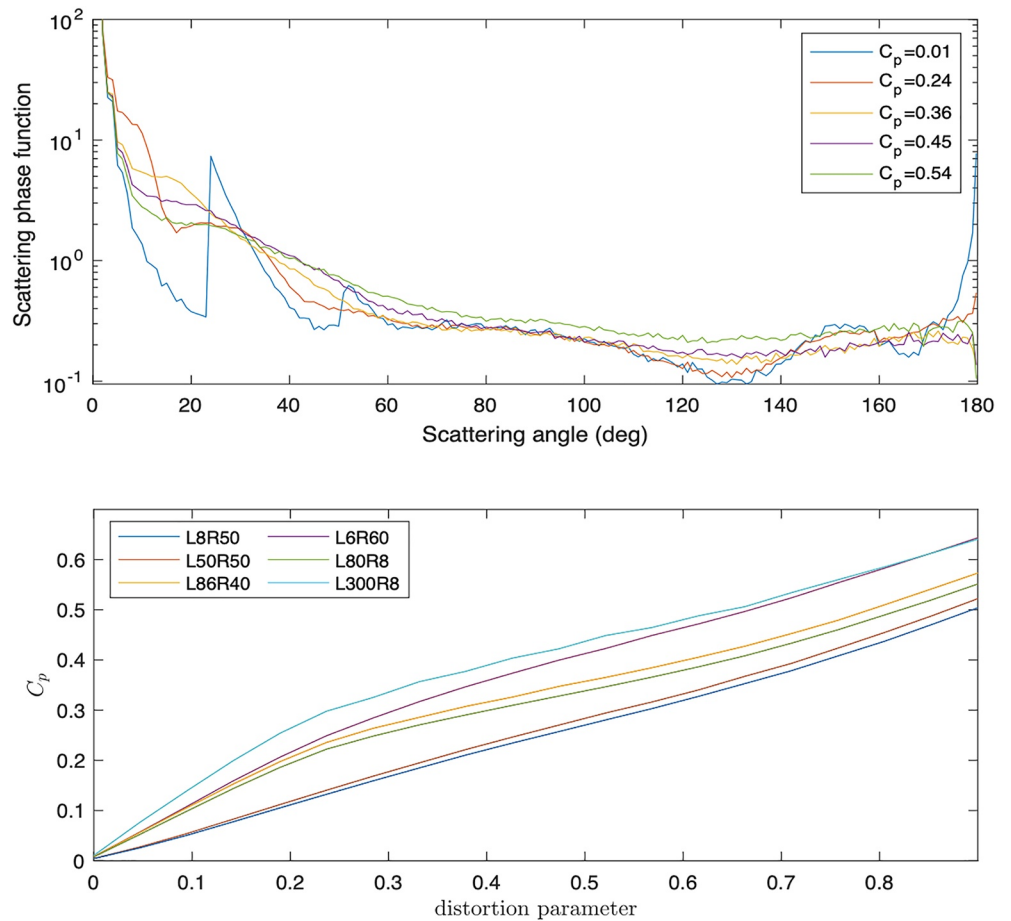 10^2
10^1
10^0
10^-1
Scattering phase function
C_p=0.01
C_p=0.24
C_p=0.36
C_p=0.45
C_p=0.54
0 20 40 60 80 100 120 140 160 180
Scattering angle (deg)
L8R50 L6R60
L50R50 L80R8
L86R40 L300R8
0.6
0.5
0.4
0.3
0.2
0.1
0
C_p
0 0.1 0.2 0.3 0.4 0.5 0.6 0.7 0.8
distortion parameter